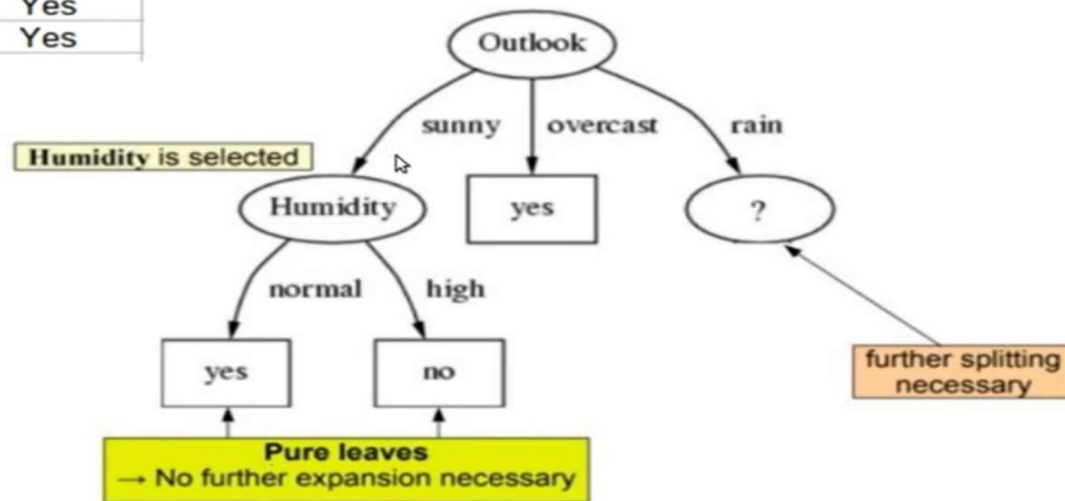 Yes
Yes
Outlook
sunny
overcast
rain
Humidity is selected
Humidity
yes
?
normal
high
yes
no
further splitting
necessary
Pure leaves
→ No further expansion necessary